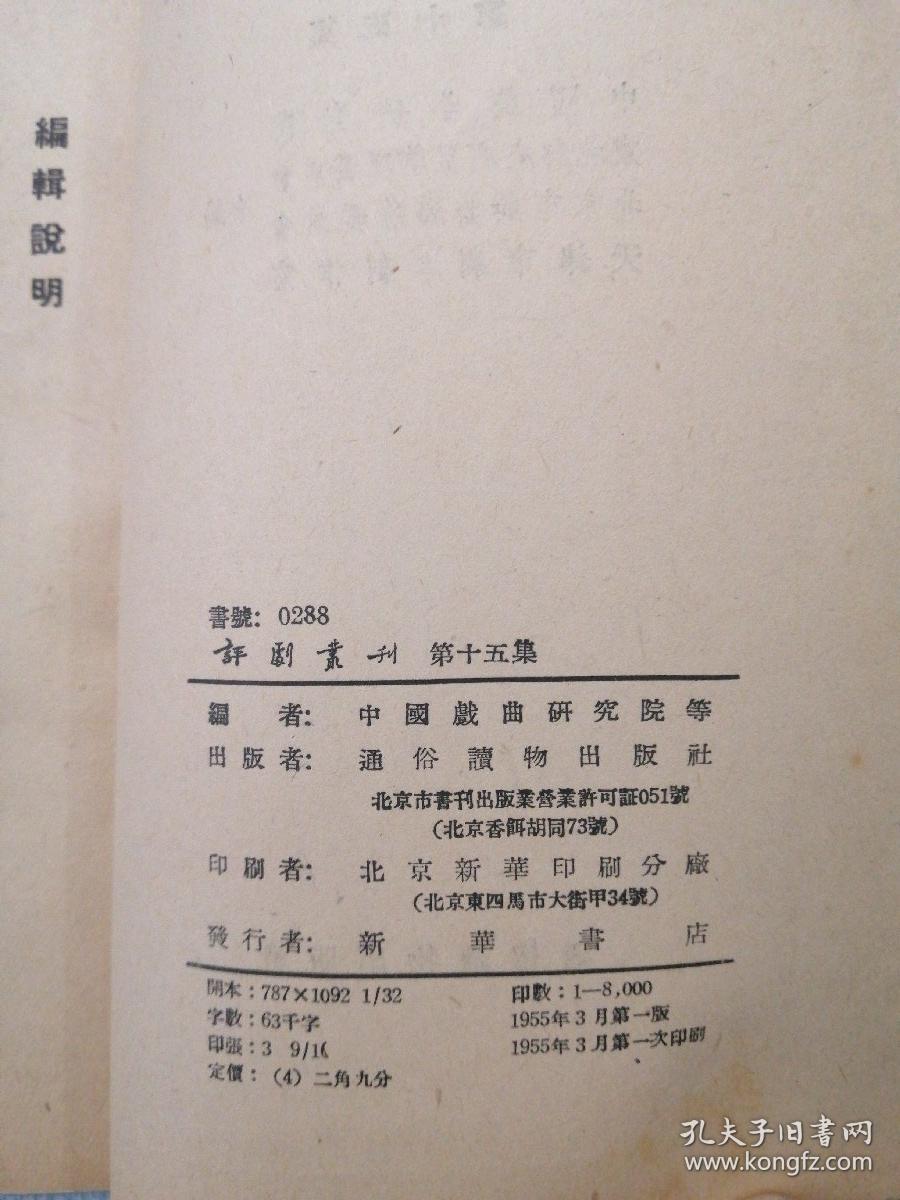 編輯說明
書號：0288
評劇叢刊 第十五集
編者：中國戲曲研究院等
出版者：通俗讀物出版社
北京市書刊出版業營業許可証051號
（北京香餌胡同73號）
印刷者：北京新華印刷分廠
（北京東四馬市大街甲34號）
發行者：新華書店
開本：787×1092 1/32
字數：63千字
印張：3 9/16
定價：（4）二角九分
印數：1—8,000
1955年3月第一版
1955年3月第一次印刷
孔夫子旧书网
www.kongfz.com